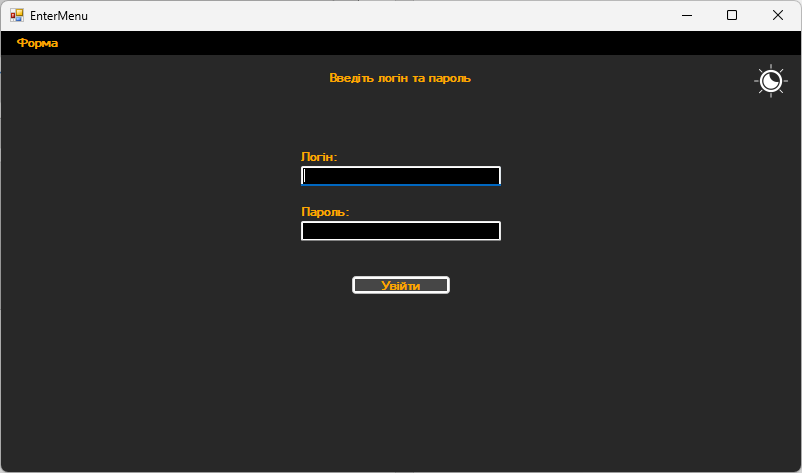 EnterMenu
Форма
Введіть логін та пароль
Логін:
Пароль:
Увійти